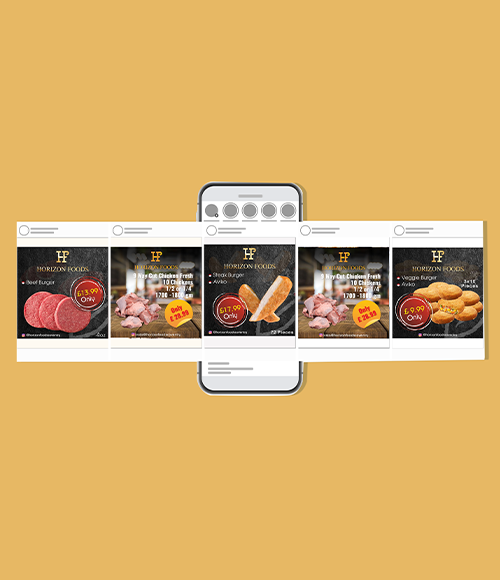 HF
HORIZON FOODS
Beef Burger
£13.99
Only
4oz
HF
HORIZON FOODS
9 Way Cut Chicken Fresh
10 Chickens
1/2 or 1/4
1700 - 1800 gm
Only
£ 28.99
HF
HORIZON FOODS
Steak Burger
Aviko
£17.99
Only
72 Pieces
HF
HORIZON FOODS
9 Way Cut Chicken Fresh
10 Chickens
1/2 or 1/4
1700 - 1800 gm
Only
£ 28.99
HF
HORIZON FOODS
Veggie Burger
Aviko
Pieces
£ 9.99
Only